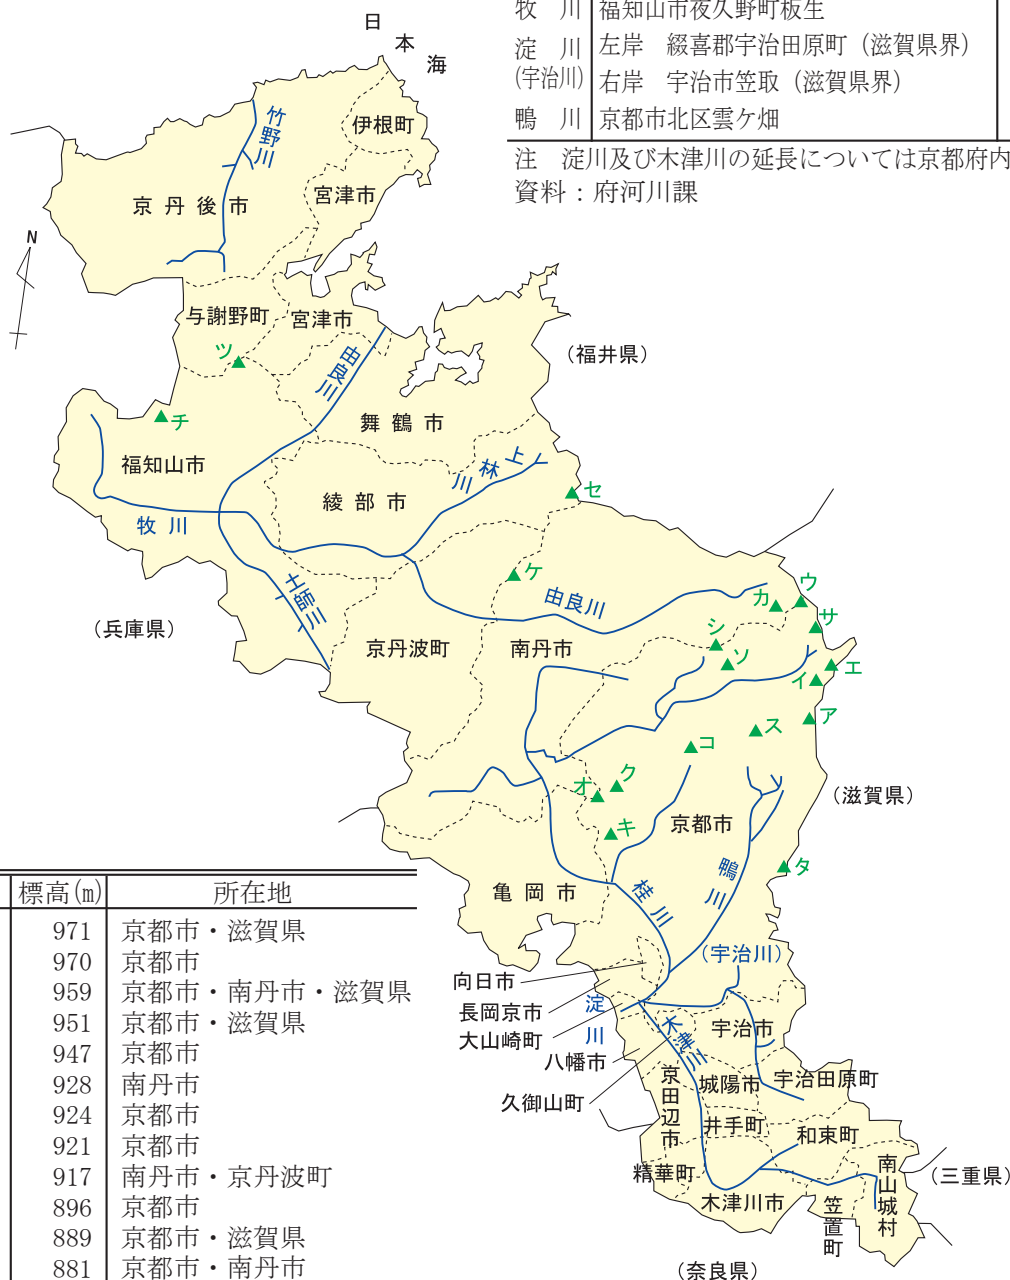 牧　川　福知山市夜久野町板生
淀　川　左岸　綴喜郡宇治田原町（滋賀県界）
(宇治川)　右岸　宇治市笠取（滋賀県界）
鴨　川　京都市北区雲ケ畑
注　淀川及び木津川の延長については京都府内
資料：府河川課
日本海
N
竹野川
伊根町
宮津市
京丹後市
与謝野町
宮津市
由良川
（福井県）
ツ
チ
舞鶴市
福知山市
上林川
綾部市
セ
牧川
ケ
土師川
由良川
ウ
カ
サ
（兵庫県）
京丹波町
南丹市
シ
ソ
エ
イ
ア
ス
コ
ク
オ
キ
（滋賀県）
京都市
タ
鴨川
桂川
亀岡市
（宇治川）
向日市
長岡京市
淀川
大山崎町
木津川
宇治市
八幡市
京田辺市
城陽市
宇治田原町
久御山町
井手町
和束町
精華町
南山城村
（三重県）
木津川市
笠置町
（奈良県）
標高(m)　所在地
971　京都市・滋賀県
970　京都市
959　京都市・南丹市・滋賀県
951　京都市・滋賀県
947　京都市
928　南丹市
924　京都市
921　京都市
917　南丹市・京丹波町
896　京都市
889　京都市・滋賀県
881　京都市・南丹市